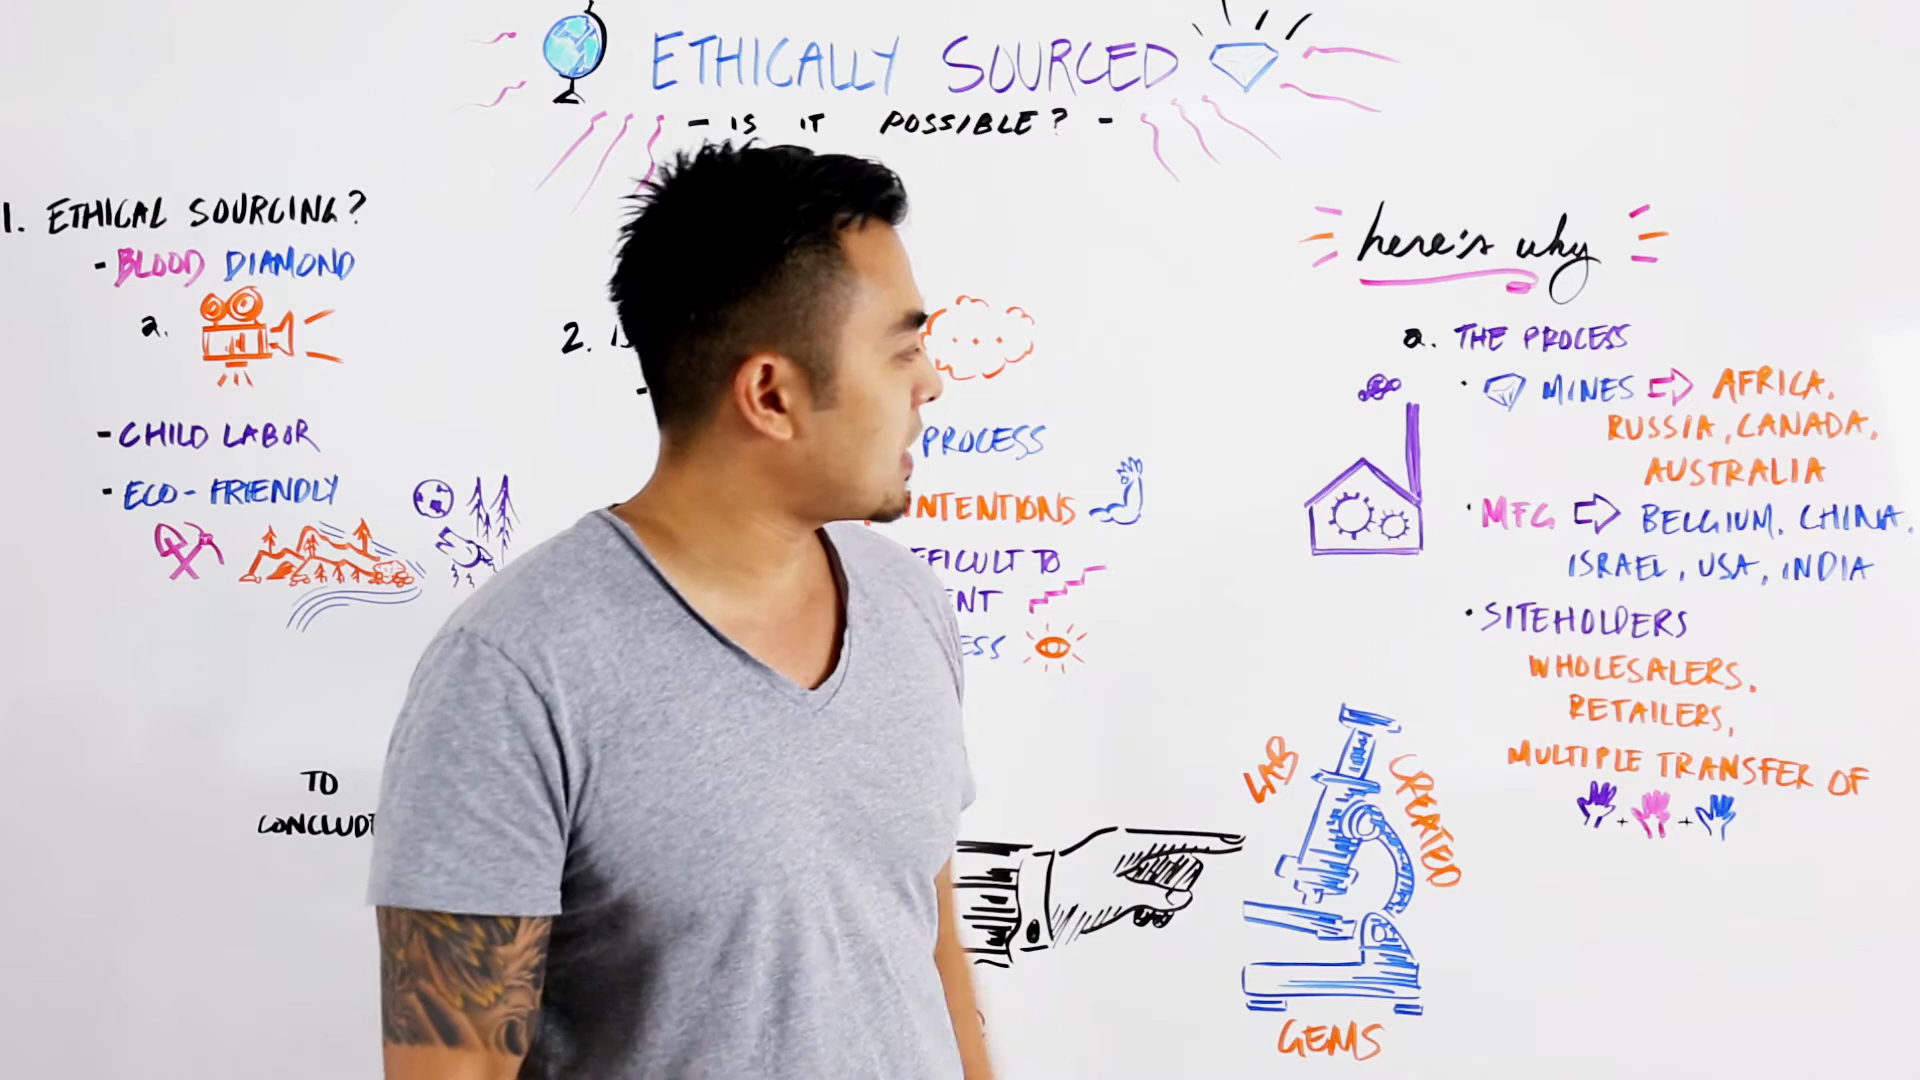 ETHICALLY SOURCED
- IS IT POSSIBLE? -
1. ETHICAL SOURCING?
- BLOOD DIAMOND
a.
- CHILD LABOR
- ECO-FRIENDLY
TO
2.
PROCESS
INTENTIONS
TO
LAB
CREATED
GEMS
here's why
a. THE PROCESS
· MINES ⇨ AFRICA,
RUSSIA, CANADA,
AUSTRALIA
· MFG ⇨ BELGIUM, CHINA,
ISRAEL, USA, INDIA
· SITEHOLDERS
WHOLESALERS,
RETAILERS,
MULTIPLE TRANSFER OF
+ +